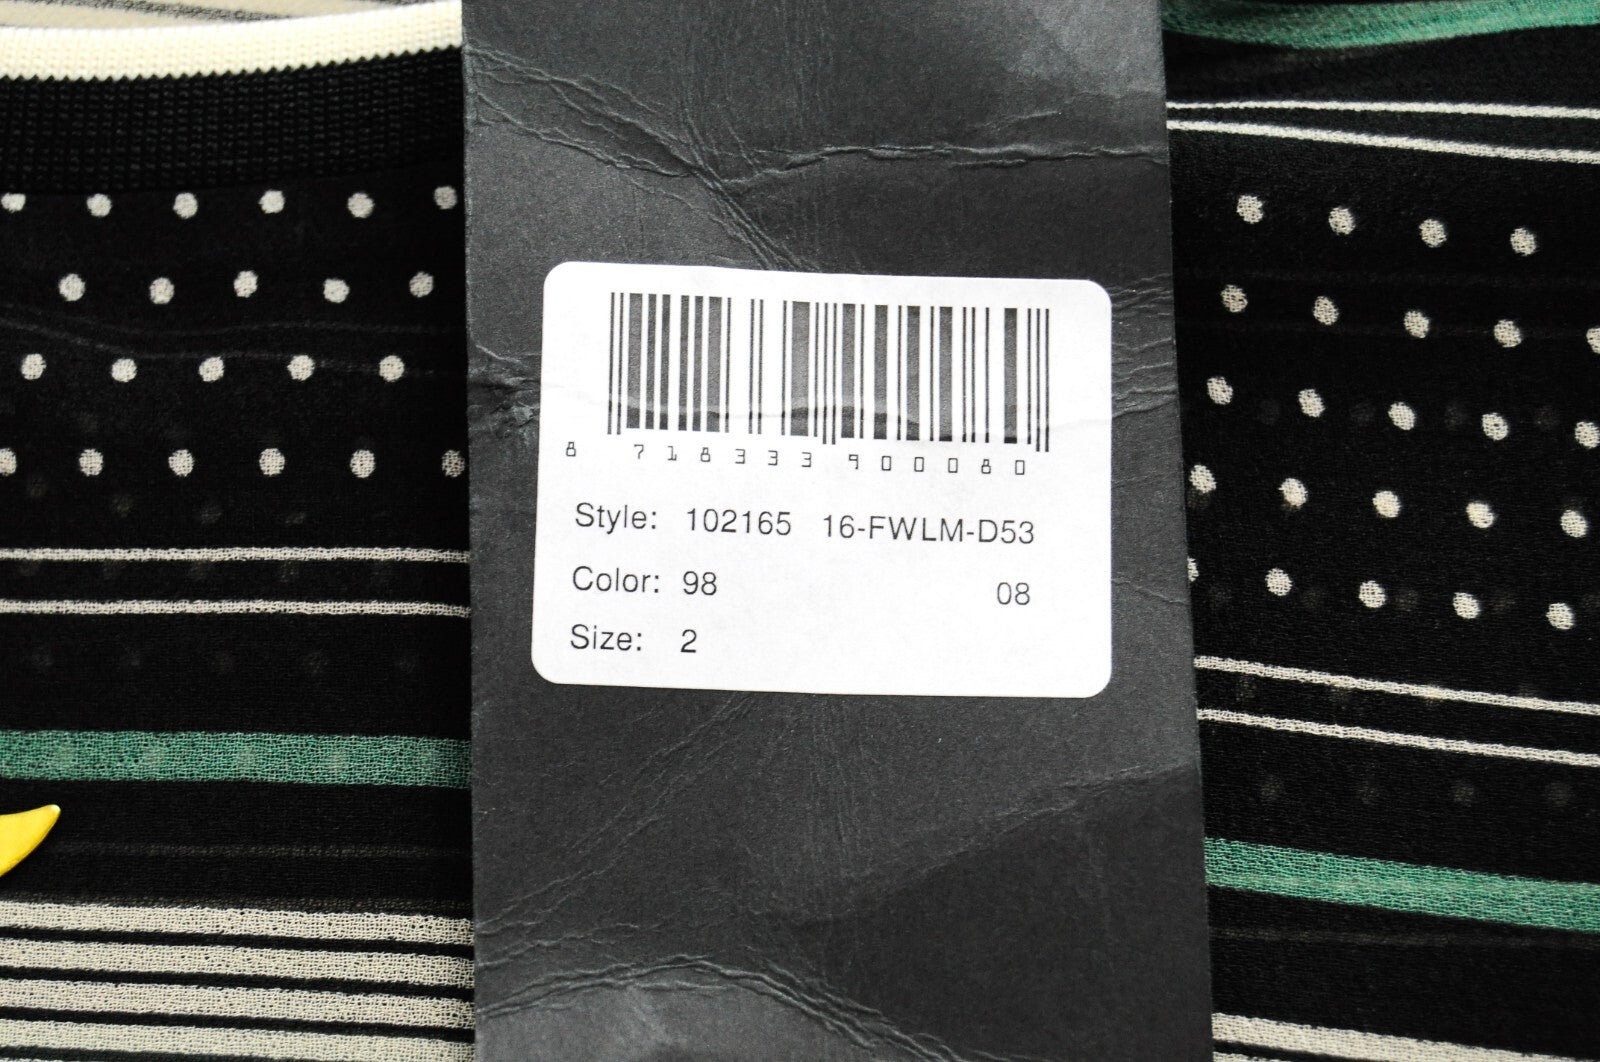 8 718333 900080
Style: 102165 16-FWLM-D53
Color: 98 08
Size: 2